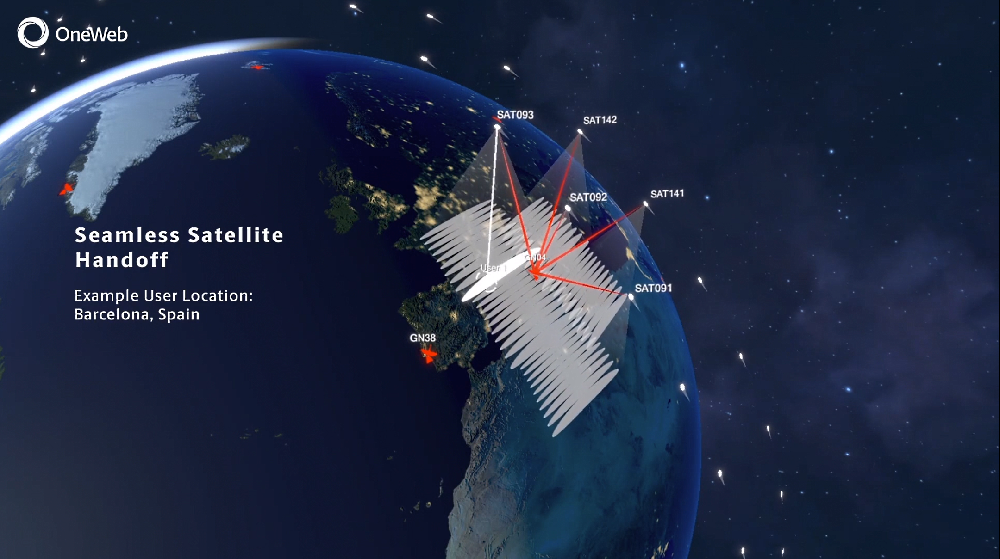 OneWeb
SAT093
SAT142
SAT141
SAT092
Seamless Satellite
Handoff
GN04
User 1
SAT091
Example User Location:
Barcelona, Spain
GN38